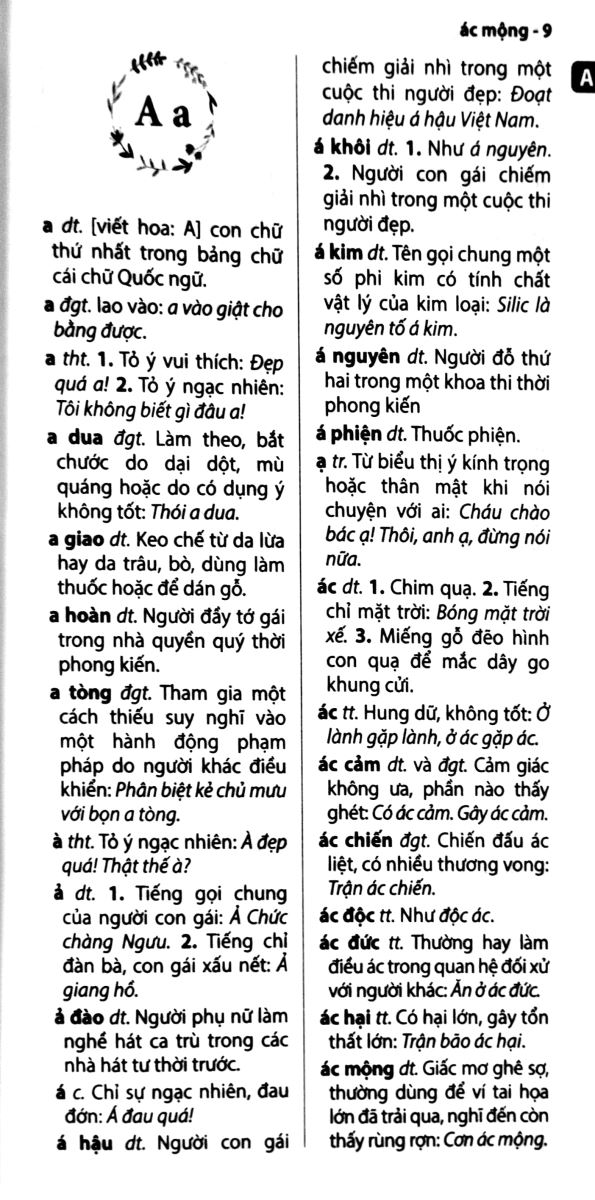 ác mộng - 9
A
A a
a dt. [viết hoa: A] con chữ
thứ nhất trong bảng chữ
cái chữ Quốc ngữ.
a đgt. lao vào: a vào giật cho
bằng được.
a tht. 1. Tỏ ý vui thích: Đẹp
quá a! 2. Tỏ ý ngạc nhiên:
Tôi không biết gì đâu a!
a dua đgt. Làm theo, bắt
chước do dại dột, mù
quáng hoặc do có dụng ý
không tốt: Thói a dua.
a giao dt. Keo chế từ da lừa
hay da trâu, bò, dùng làm
thuốc hoặc để dán gỗ.
a hoàn dt. Người đầy tớ gái
trong nhà quyền quý thời
phong kiến.
a tòng đgt. Tham gia một
cách thiếu suy nghĩ vào
một hành động phạm
pháp do người khác điều
khiển: Phân biệt kẻ chủ mưu
với bọn a tòng.
à tht. Tỏ ý ngạc nhiên: À đẹp
quá! Thật thế à?
ả dt. 1. Tiếng gọi chung
của người con gái: Ả Chức
chàng Ngưu. 2. Tiếng chỉ
đàn bà, con gái xấu nết: Ả
giang hồ.
ả đào dt. Người phụ nữ làm
nghề hát ca trù trong các
nhà hát tư thời trước.
á c. Chỉ sự ngạc nhiên, đau
đớn: Á đau quá!
á hậu dt. Người con gái
chiếm giải nhì trong một
cuộc thi người đẹp: Đoạt
danh hiệu á hậu Việt Nam.
á khôi dt. 1. Như á nguyên.
2. Người con gái chiếm
giải nhì trong một cuộc thi
người đẹp.
á kim dt. Tên gọi chung một
số phi kim có tính chất
vật lý của kim loại: Silic là
nguyên tố á kim.
á nguyên dt. Người đỗ thứ
hai trong một khoa thi thời
phong kiến
á phiện dt. Thuốc phiện.
ạ tr. Từ biểu thị ý kính trọng
hoặc thân mật khi nói
chuyện với ai: Cháu chào
bác ạ! Thôi, anh ạ, đừng nói
nữa.
ác dt. 1. Chim quạ. 2. Tiếng
chỉ mặt trời: Bóng mặt trời
xế. 3. Miếng gỗ đẽo hình
con quạ để mắc dây go
khung cửi.
ác tt. Hung dữ, không tốt: Ở
lành gặp lành, ở ác gặp ác.
ác cảm dt. và đgt. Cảm giác
không ưa, phần nào thấy
ghét: Có ác cảm. Gây ác cảm.
ác chiến đgt. Chiến đấu ác
liệt, có nhiều thương vong:
Trận ác chiến.
ác độc tt. Như độc ác.
ác đức tt. Thường hay làm
điều ác trong quan hệ đối xử
với người khác: Ăn ở ác đức.
ác hại tt. Có hại lớn, gây tổn
thất lớn: Trận bão ác hại.
ác mộng dt. Giấc mơ ghê sợ,
thường dùng để ví tai họa
lớn đã trải qua, nghĩ đến còn
thấy rùng rợn: Cơn ác mộng.